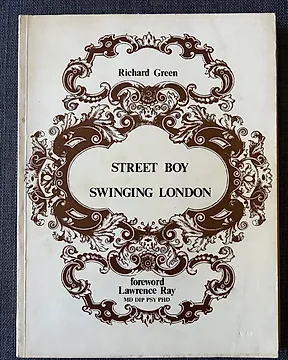 Richard Green
STREET BOY
SWINGING LONDON
foreword
Lawrence Ray
MD DIP PSY PHD